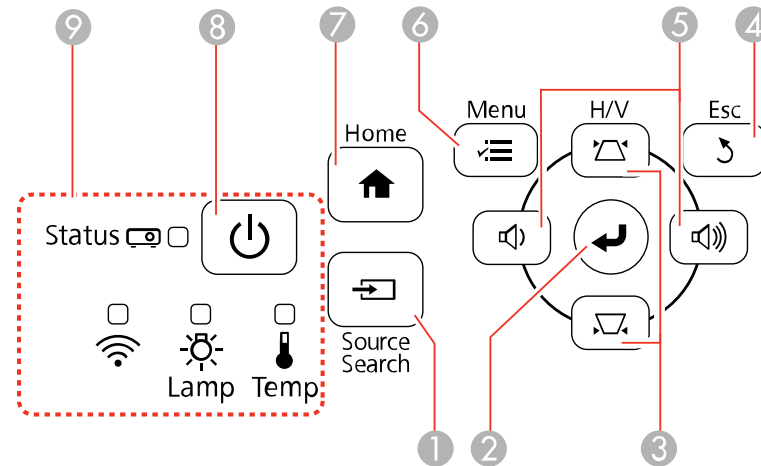 9 8 7 6 5 4
Menu H/V Esc
Home
Status
Source
Search
Lamp Temp
1 2 3